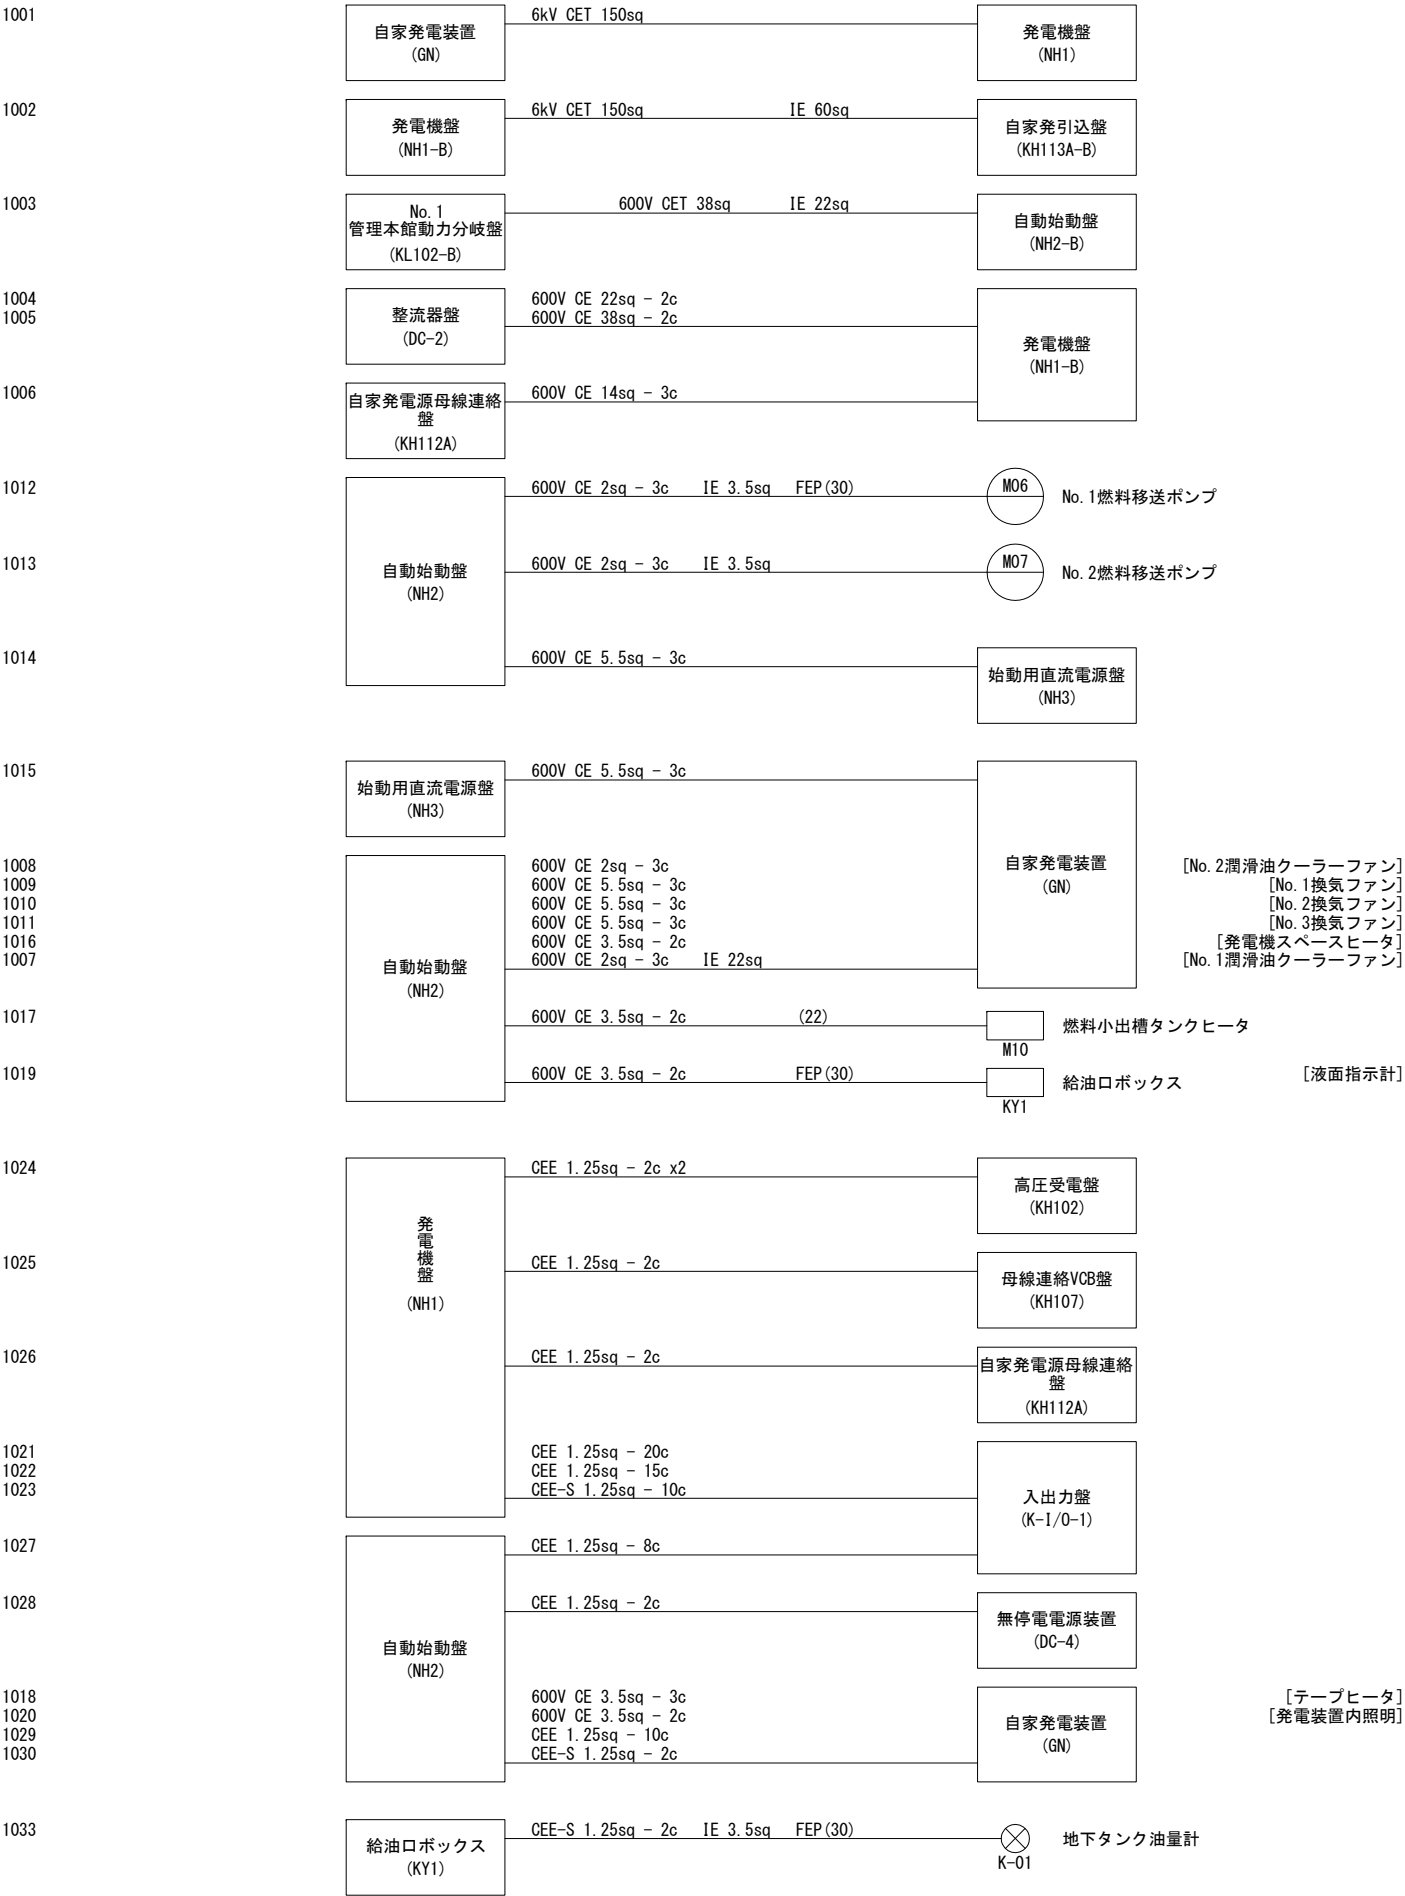 1001
自家発電装置
(GN)
6kV CET 150sq
発電機盤
(NH1)
1002
発電機盤
(NH1-B)
6kV CET 150sq IE 60sq
自家発引込盤
(KH113A-B)
1003
No.1
管理本館動力分岐盤
(KL102-B)
600V CET 38sq IE 22sq
自動始動盤
(NH2-B)
1004
1005
整流器盤
(DC-2)
600V CE 22sq - 2c
600V CE 38sq - 2c
発電機盤
(NH1-B)
1006
自家発電源母線連絡
盤
(KH112A)
600V CE 14sq - 3c
1012
600V CE 2sq - 3c IE 3.5sq FEP(30)
M06
No.1燃料移送ポンプ
1013
自動始動盤
(NH2)
600V CE 2sq - 3c IE 3.5sq
M07
No.2燃料移送ポンプ
1014
600V CE 5.5sq - 3c
始動用直流電源盤
(NH3)
1015
始動用直流電源盤
(NH3)
600V CE 5.5sq - 3c
自家発電装置
(GN)
1008 600V CE 2sq - 3c [No.2潤滑油クーラーファン]
1009 600V CE 5.5sq - 3c [No.1換気ファン]
1010 600V CE 5.5sq - 3c [No.2換気ファン]
1011 600V CE 5.5sq - 3c [No.3換気ファン]
1016 600V CE 3.5sq - 2c [発電機スペースヒータ]
1007 600V CE 2sq - 3c IE 22sq [No.1潤滑油クーラーファン]
自動始動盤
(NH2)
1017 600V CE 3.5sq - 2c (22)
燃料小出槽タンクヒータ
M10
1019 600V CE 3.5sq - 2c FEP(30) [液面指示計]
給油口ボックス
KY1
1024
CEE 1.25sq - 2c x2
高圧受電盤
(KH102)
発電機盤
(NH1)
1025
CEE 1.25sq - 2c
母線連絡VCB盤
(KH107)
1026
CEE 1.25sq - 2c
自家発電源母線連絡
盤
(KH112A)
1021 CEE 1.25sq - 20c
1022 CEE 1.25sq - 15c
1023 CEE-S 1.25sq - 10c
入出力盤
(K-I/O-1)
1027 CEE 1.25sq - 8c
1028 CEE 1.25sq - 2c
無停電電源装置
(DC-4)
自動始動盤
(NH2)
1018 600V CE 3.5sq - 3c [テープヒータ]
1020 600V CE 3.5sq - 2c [発電装置内照明]
1029 CEE 1.25sq - 10c
1030 CEE-S 1.25sq - 2c
自家発電装置
(GN)
1033
給油口ボックス
(KY1)
CEE-S 1.25sq - 2c IE 3.5sq FEP(30)
地下タンク油量計
K-01